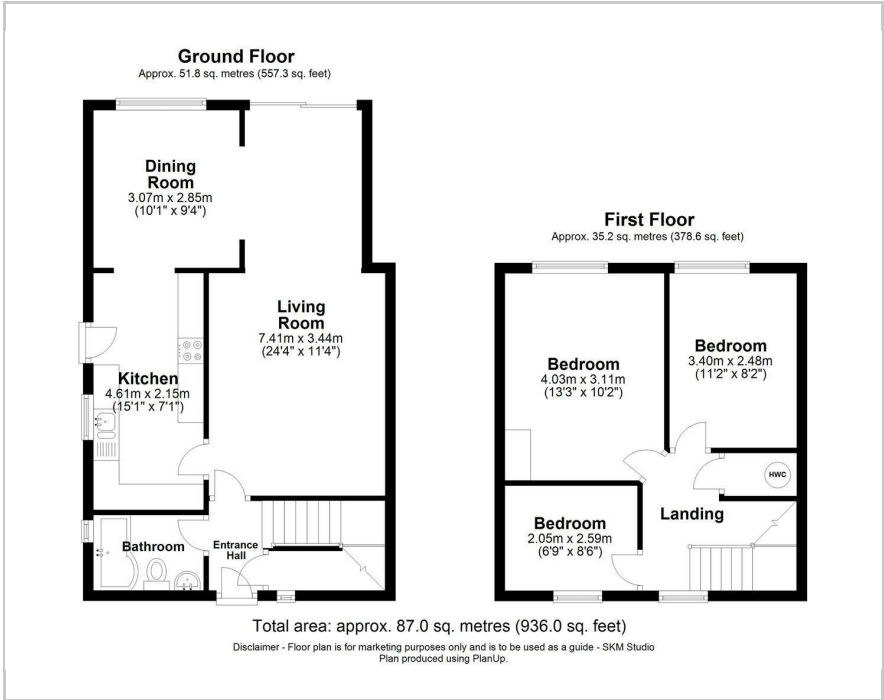 Ground Floor
Approx. 51.8 sq. metres (557.3 sq. feet)
Dining
Room
3.07m x 2.85m
(10'1" x 9'4")
Living
Room
7.41m x 3.44m
(24'4" x 11'4")
Kitchen
4.61m x 2.15m
(15'1" x 7'1")
Bathroom
Entrance
Hall
First Floor
Approx. 35.2 sq. metres (378.6 sq. feet)
Bedroom
4.03m x 3.11m
(13'3" x 10'2")
Bedroom
3.40m x 2.48m
(11'2" x 8'2")
HWC
Landing
Bedroom
2.05m x 2.59m
(6'9" x 8'6")
Total area: approx. 87.0 sq. metres (936.0 sq. feet)
Disclaimer - Floor plan is for marketing purposes only and is to be used as a guide - SKM Studio
Plan produced using PlanUp.